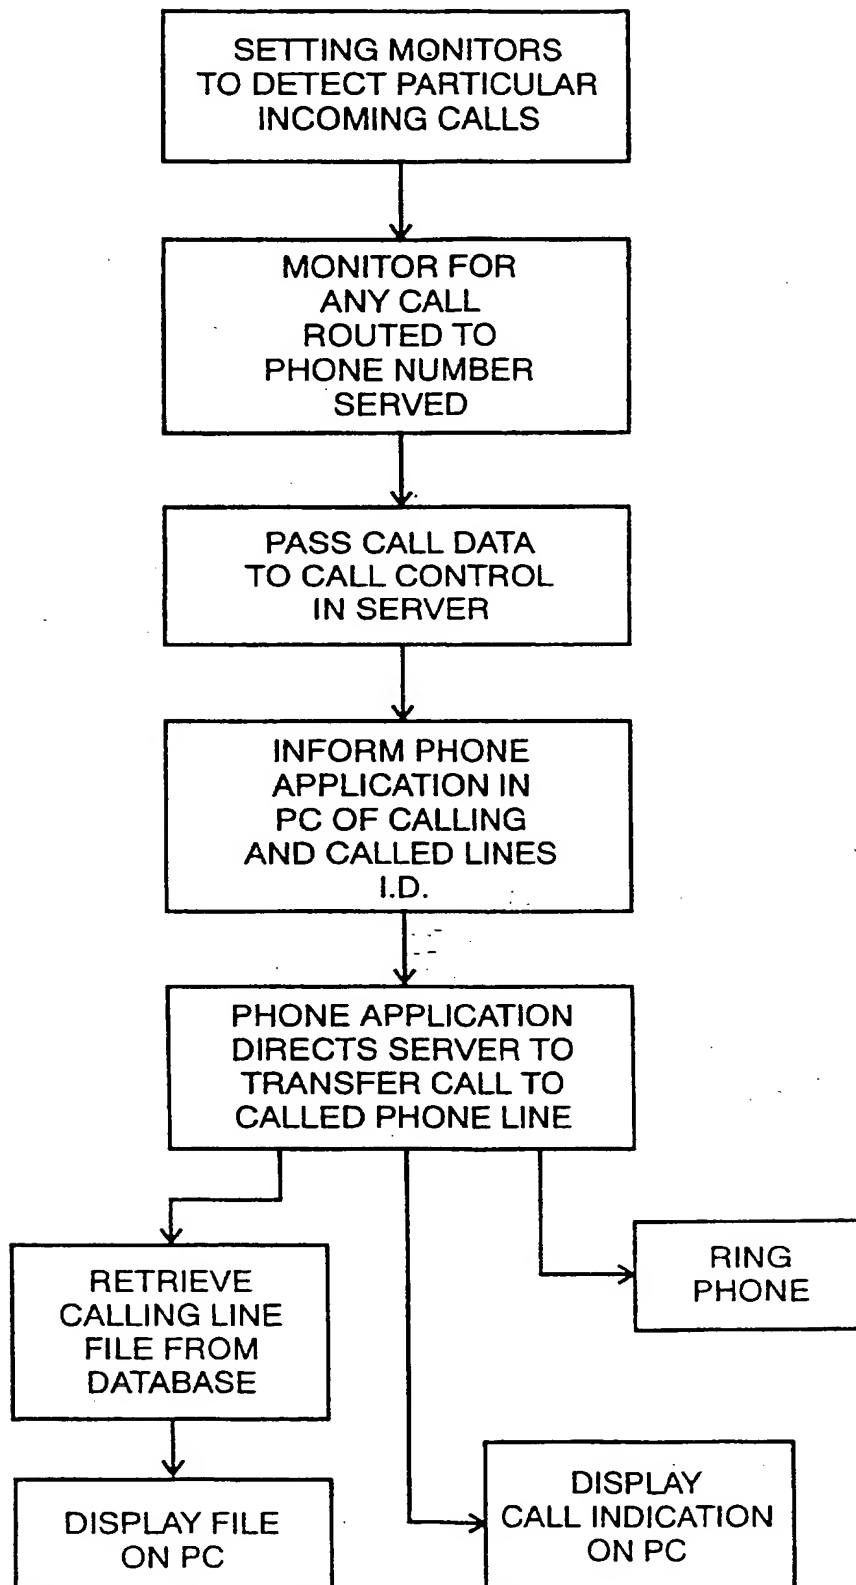 SETTING MONITORS
TO DETECT PARTICULAR
INCOMING CALLS
MONITOR FOR
ANY CALL
ROUTED TO
PHONE NUMBER
SERVED
PASS CALL DATA
TO CALL CONTROL
IN SERVER
INFORM PHONE
APPLICATION IN
PC OF CALLING
AND CALLED LINES
I.D.
PHONE APPLICATION
DIRECTS SERVER TO
TRANSFER CALL TO
CALLED PHONE LINE
RING
PHONE
RETRIEVE
CALLING LINE
FILE FROM
DATABASE
DISPLAY FILE
ON PC
DISPLAY
CALL INDICATION
ON PC